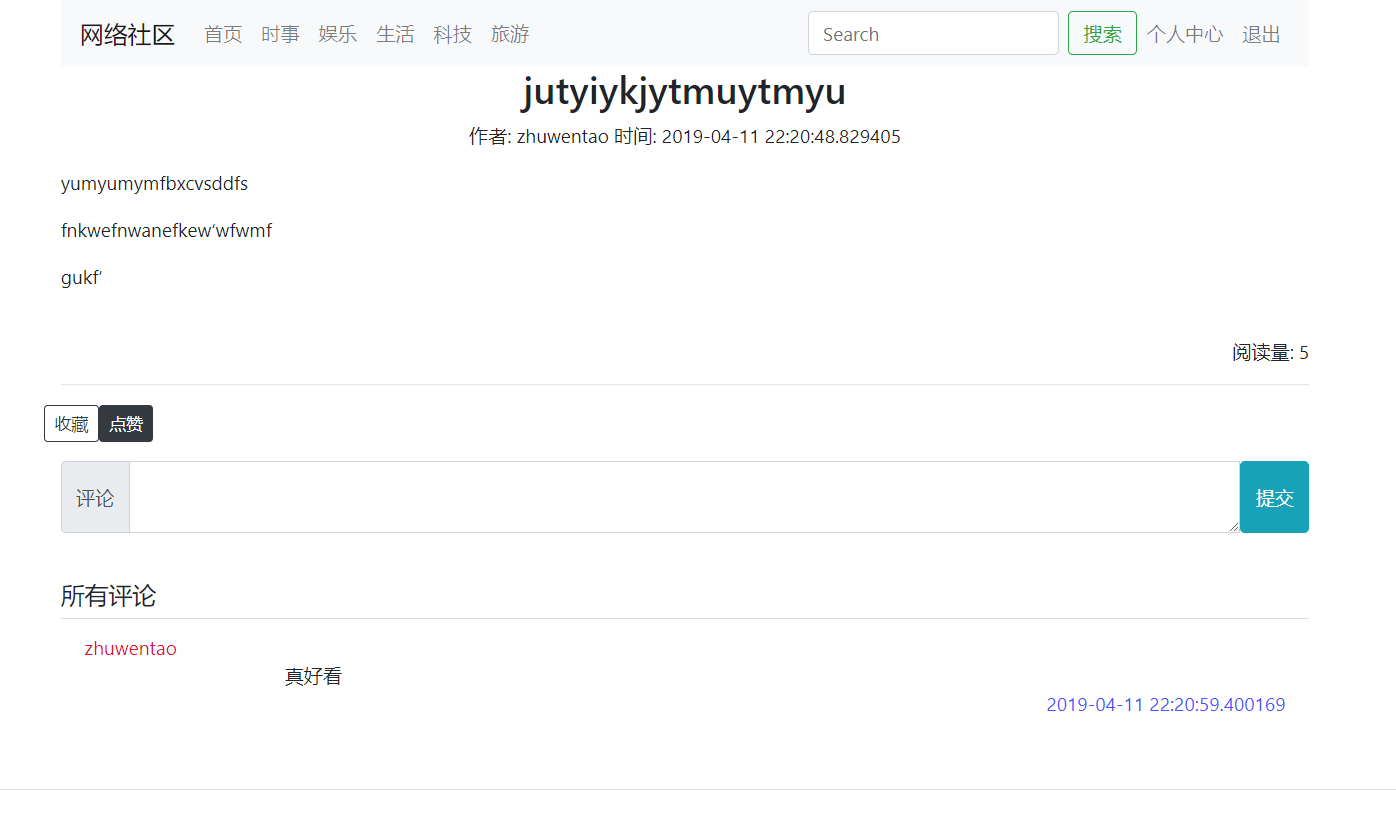 网络社区 首页 时事 娱乐 生活 科技 旅游 Search 搜索 个人中心 退出
jutyiykjytmuytmyu
作者: zhuwentao 时间: 2019-04-11 22:20:48.829405
yumyumymfbxcvsddfs
fnkwefnwanefkew‘wfwmf
gukf’
阅读量: 5
收藏 点赞
评论 提交
所有评论
zhuwentao
真好看
2019-04-11 22:20:59.400169